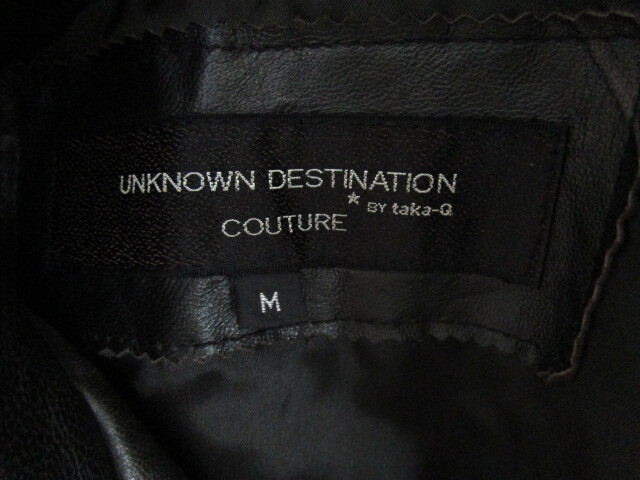 UNKNOWN DESTINATION
COUTURE * BY taka-Q
M